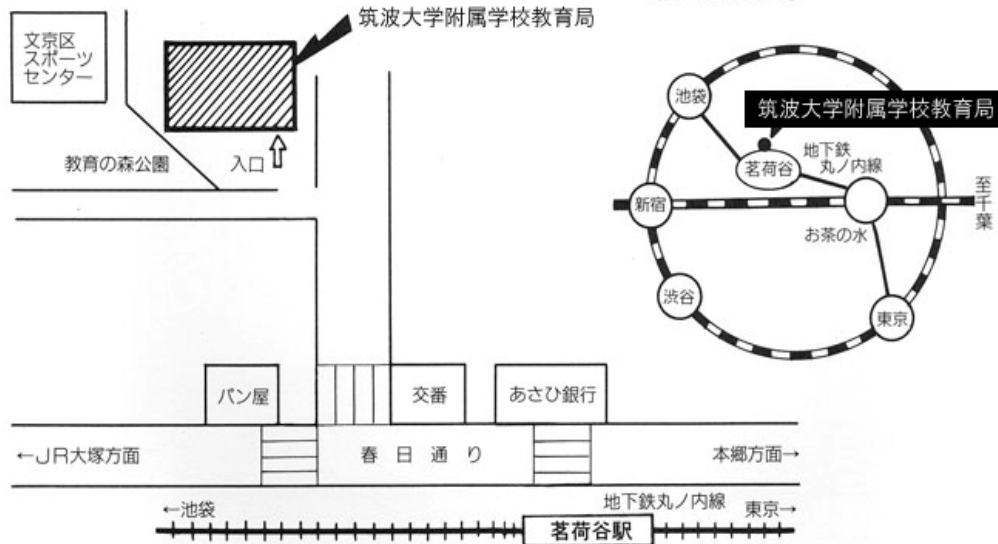 筑波大学附属学校教育局
文京区
スポーツ
センター
教育の森公園
入口
パン屋
交番
あさひ銀行
←JR大塚方面
春日通り
本郷方面→
←池袋
地下鉄丸ノ内線
東京→
茗荷谷駅
池袋
筑波大学附属学校教育局
茗荷谷
地下鉄
丸ノ内線
新宿
お茶の水
至千葉
渋谷
東京